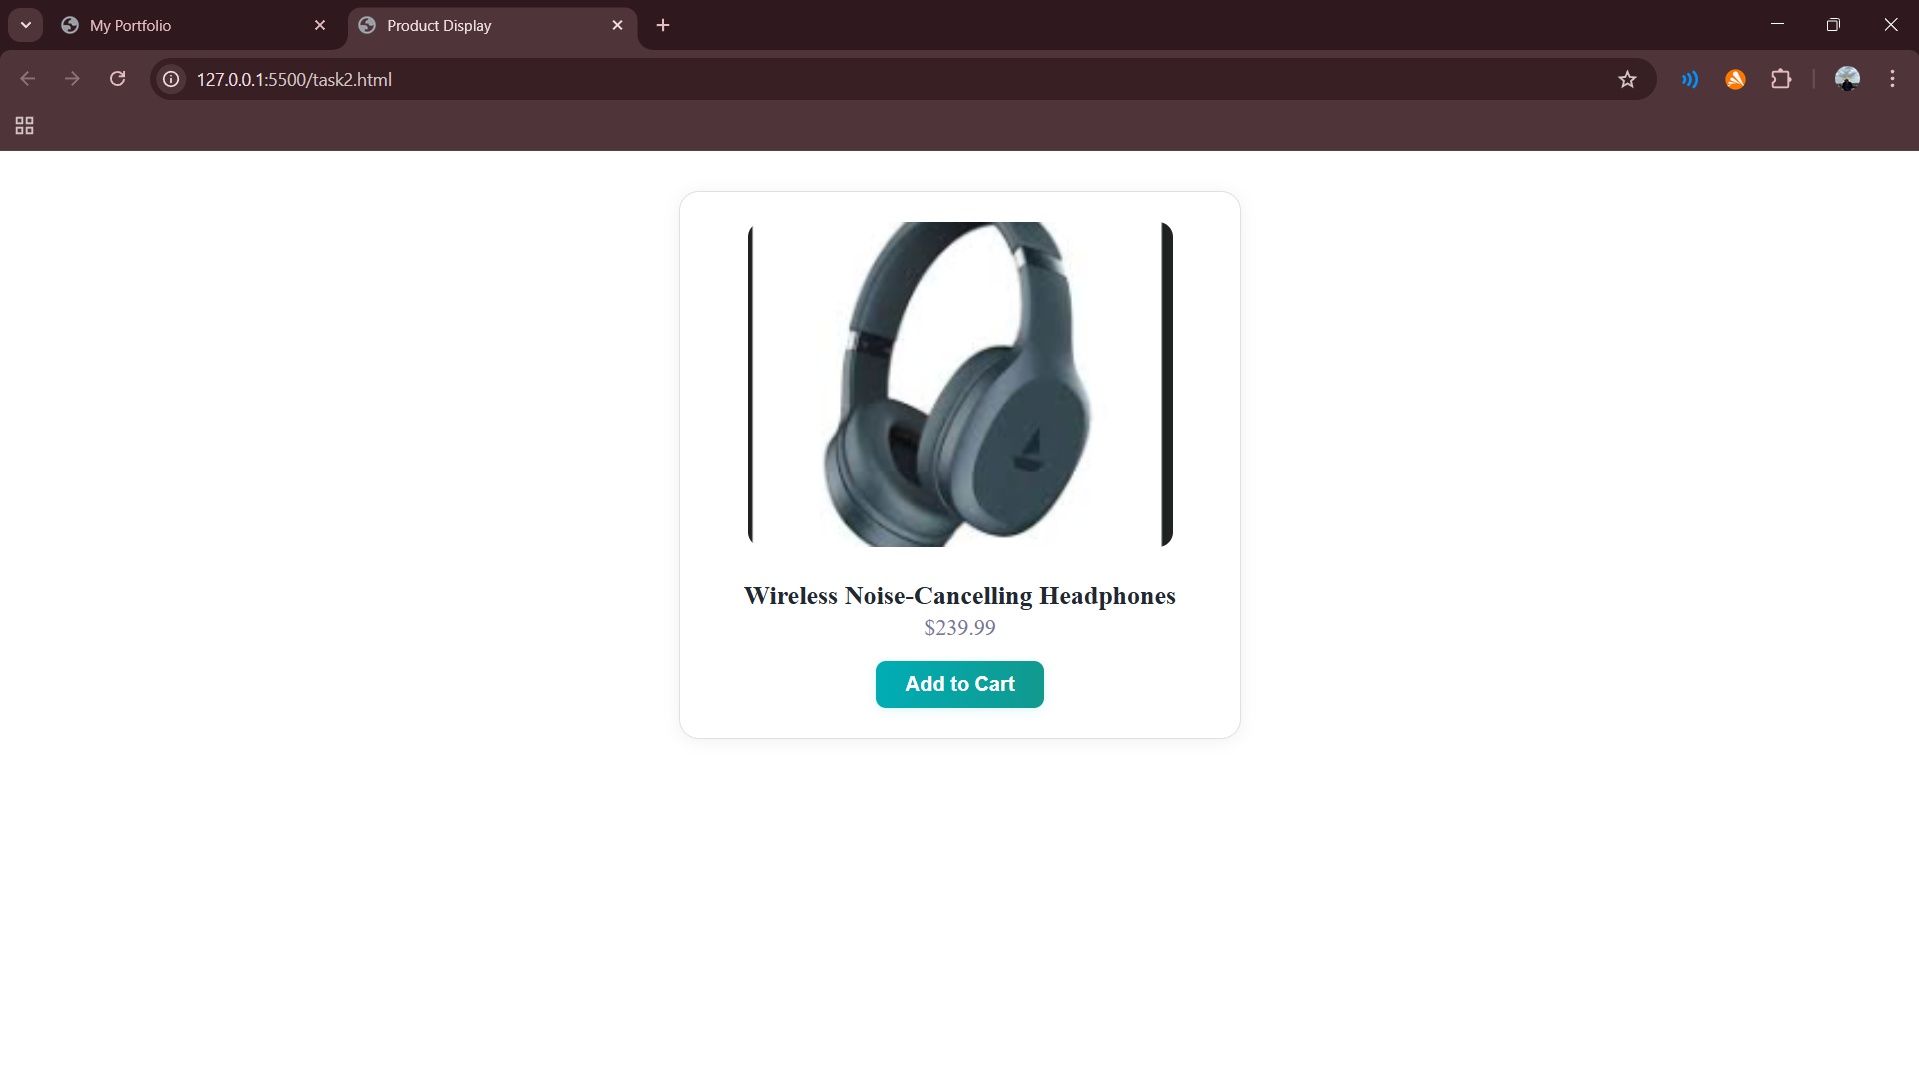 My Portfolio
Product Display
127.0.0.1:5500/task2.html
Wireless Noise-Cancelling Headphones
$239.99
Add to Cart